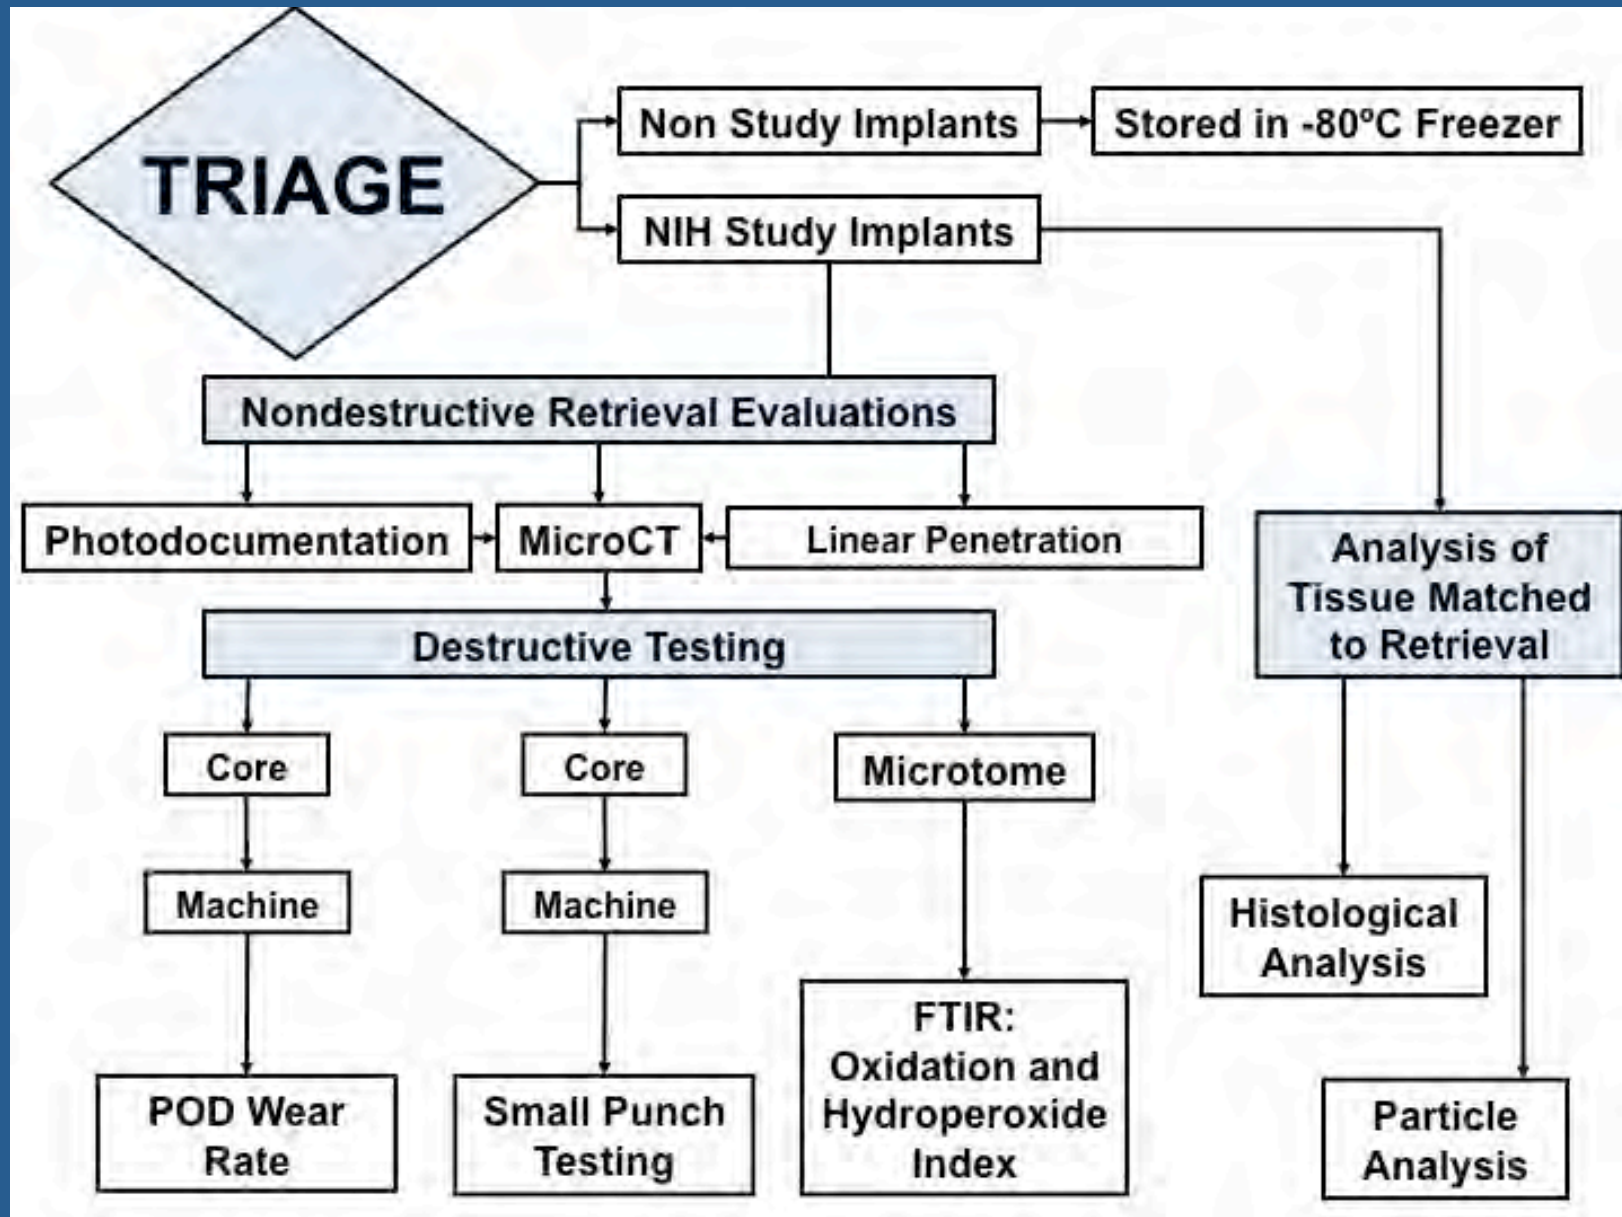 TRIAGE
Non Study Implants
Stored in -80ºC Freezer
NIH Study Implants
Nondestructive Retrieval Evaluations
Photodocumentation
MicroCT
Linear Penetration
Analysis of
Tissue Matched
to Retrieval
Destructive Testing
Core
Core
Microtome
Machine
Machine
Histological
Analysis
POD Wear
Rate
Small Punch
Testing
FTIR:
Oxidation and
Hydroperoxide
Index
Particle
Analysis